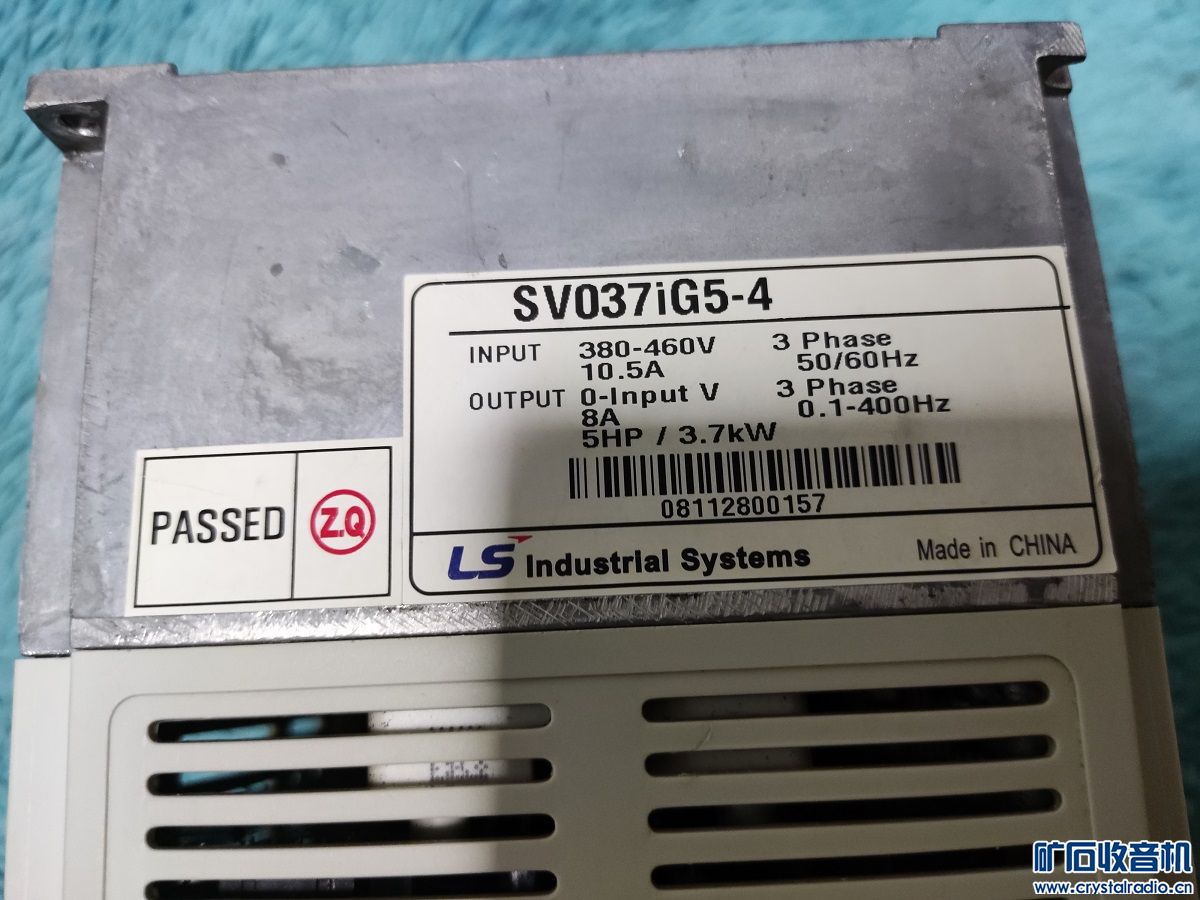 SV037iG5-4
INPUT 380-460V 3 Phase
10.5A 50/60Hz
OUTPUT 0-Input V 3 Phase
8A 0.1-400Hz
5HP / 3.7kW
08112800157
PASSED Z.Q
LS Industrial Systems Made in CHINA
矿石收音机
www.crystalradio.cn